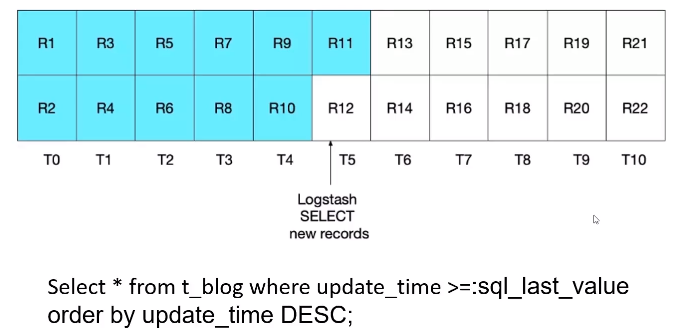 R1 R3 R5 R7 R9 R11 R13 R15 R17 R19 R21
R2 R4 R6 R8 R10 R12 R14 R16 R18 R20 R22
T0 T1 T2 T3 T4 T5 T6 T7 T8 T9 T10
Logstash
SELECT
new records
Select * from t_blog where update_time >=:sql_last_value
order by update_time DESC;